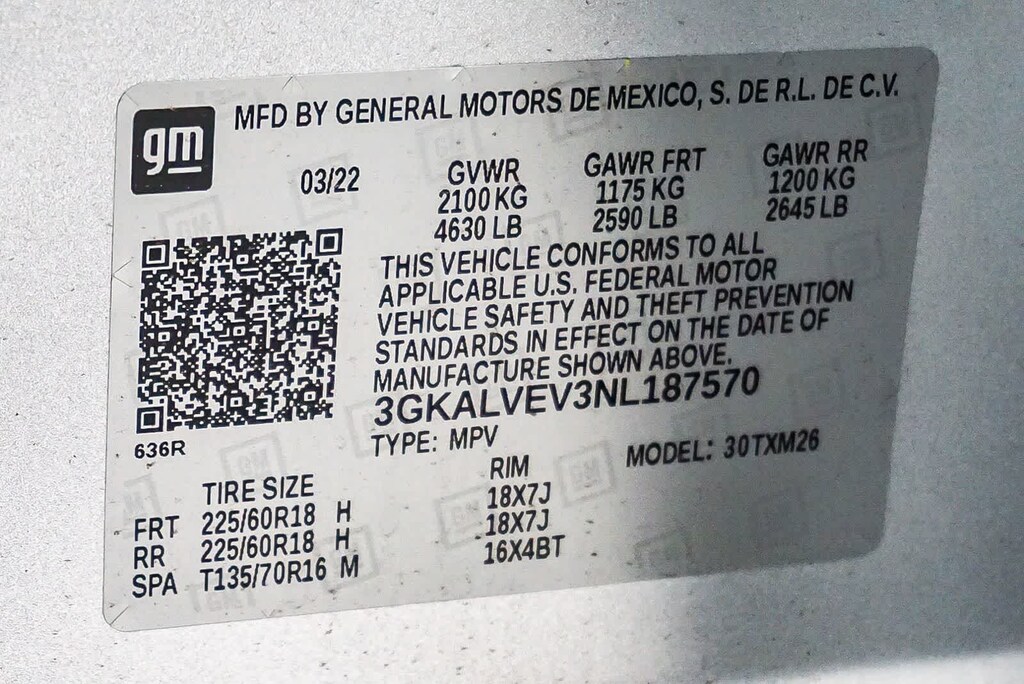 gm
MFD BY GENERAL MOTORS DE MEXICO, S. DE R.L. DE C.V.
03/22 GVWR GAWR FRT GAWR RR
2100 KG 1175 KG 1200 KG
4630 LB 2590 LB 2645 LB
THIS VEHICLE CONFORMS TO ALL
APPLICABLE U.S. FEDERAL MOTOR
VEHICLE SAFETY AND THEFT PREVENTION
STANDARDS IN EFFECT ON THE DATE OF
MANUFACTURE SHOWN ABOVE.
3GKALVEV3NL187570
636R
TYPE: MPV MODEL: 30TXM26
TIRE SIZE RIM
FRT 225/60R18 H 18X7J
RR 225/60R18 H 18X7J
SPA T135/70R16 M 16X4BT